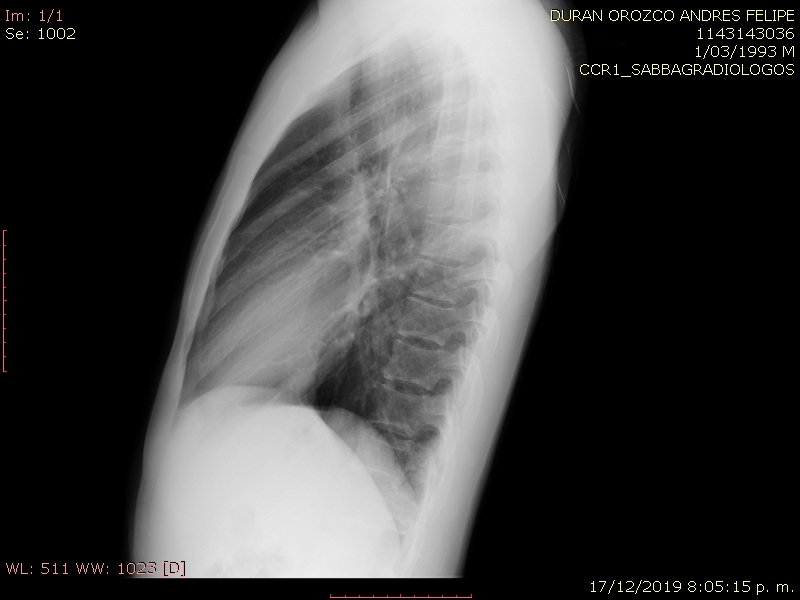 Im: 1/1
Se: 1002
DURAN OROZCO ANDRES FELIPE
1143143036
1/03/1993 M
CCR1_SABBAGRADIOLOGOS
WL: 511 WW: 1023 [D]
17/12/2019 8:05:15 p. m.